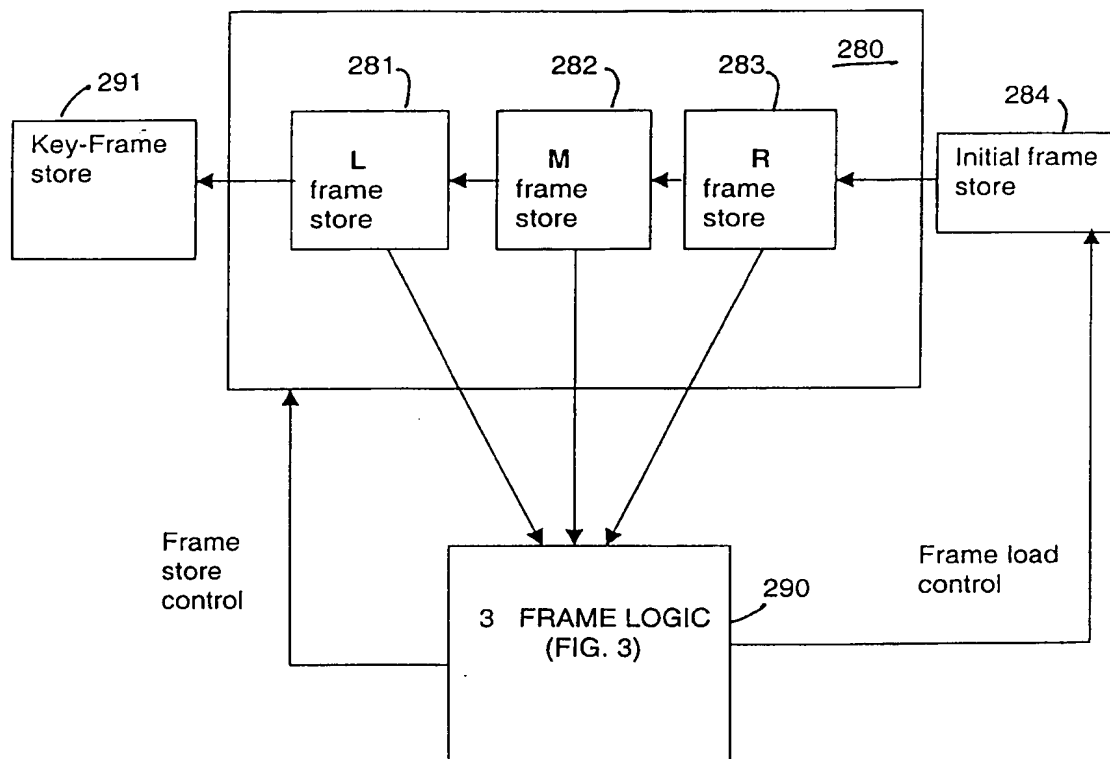 280
281
282
283
291
284
Key-Frame
store
L
frame
store
M
frame
store
R
frame
store
Initial frame
store
Frame
store
control
Frame load
control
290
3 FRAME LOGIC
(FIG. 3)